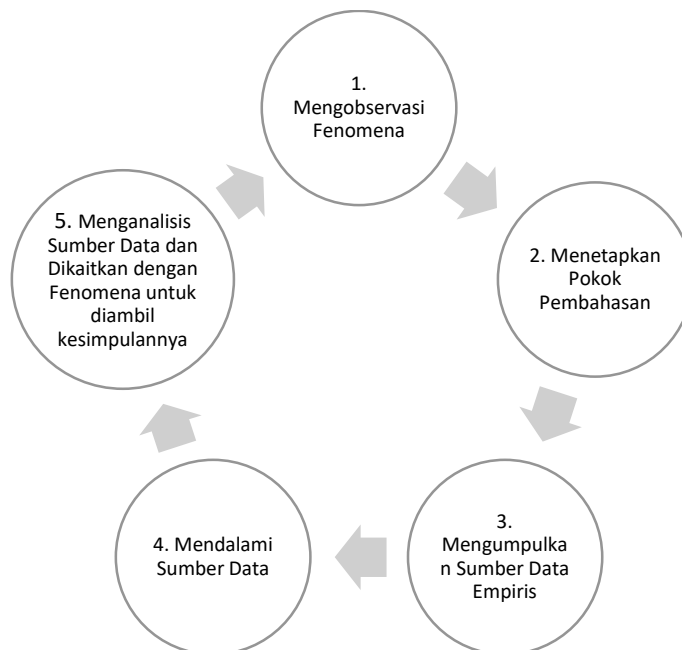 1.
Mengobservasi
Fenomena
2. Menetapkan
Pokok
Pembahasan
3.
Mengumpulka
n Sumber Data
Empiris
4. Mendalami
Sumber Data
5. Menganalisis
Sumber Data dan
Dikaitkan dengan
Fenomena untuk
diambil
kesimpulannya